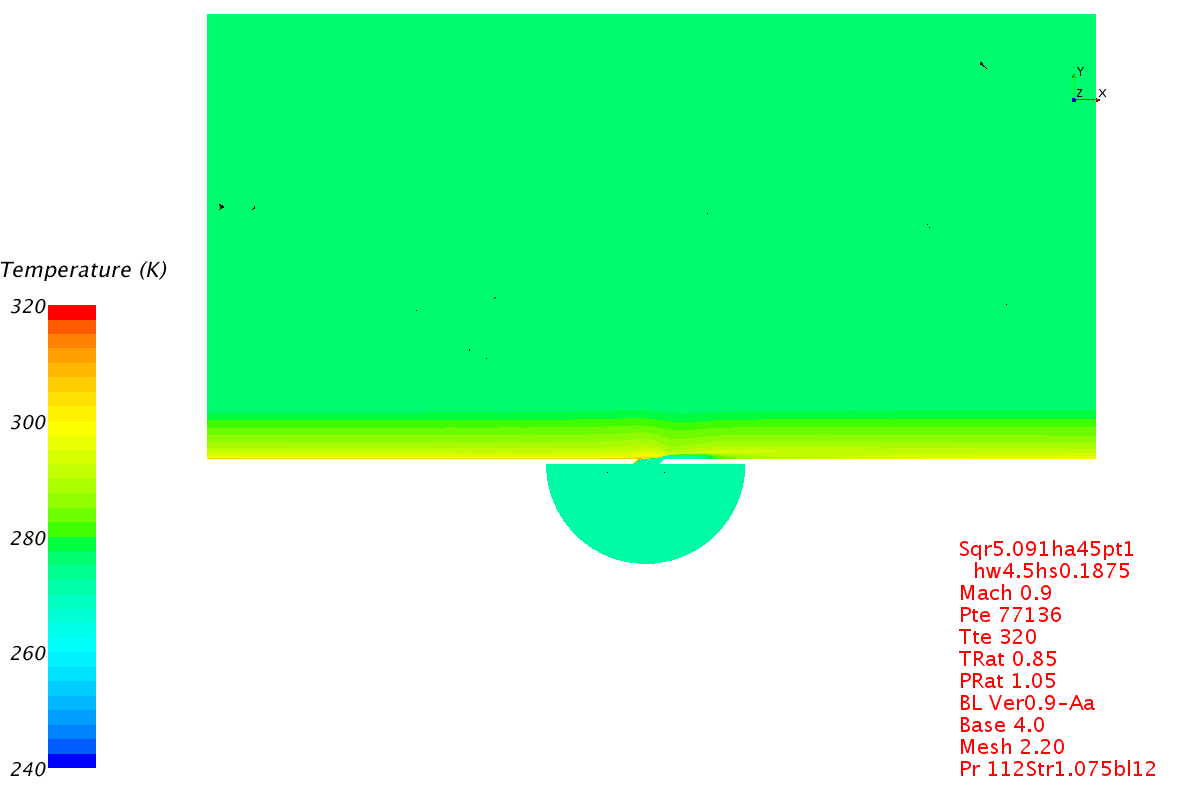 Y
Z X
Temperature (K)
320
300
280
260
240
Sqr5.091ha45pt1
hw4.5hs0.1875
Mach 0.9
Pte 77136
Tte 320
TRat 0.85
PRat 1.05
BL Ver0.9-Aa
Base 4.0
Mesh 2.20
Pr 112Str1.075bl12